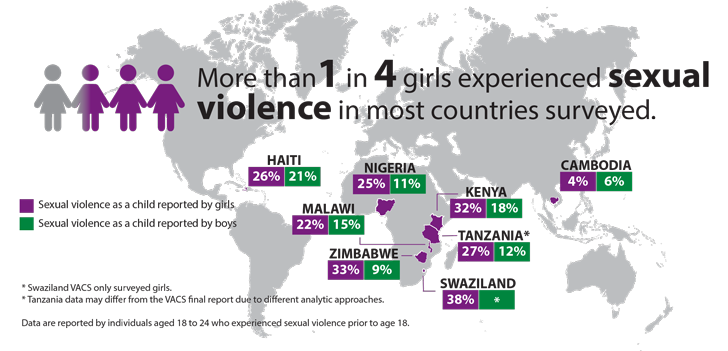 More than 1 in 4 girls experienced sexual
violence in most countries surveyed.
HAITI
26% 21%
NIGERIA
25% 11%
CAMBODIA
4% 6%
KENYA
32% 18%
MALAWI
22% 15%
TANZANIA*
27% 12%
ZIMBABWE
33% 9%
SWAZILAND
38% *
Sexual violence as a child reported by girls
Sexual violence as a child reported by boys
* Swaziland VACS only surveyed girls.
* Tanzania data may differ from the VACS final report due to different analytic approaches.
Data are reported by individuals aged 18 to 24 who experienced sexual violence prior to age 18.